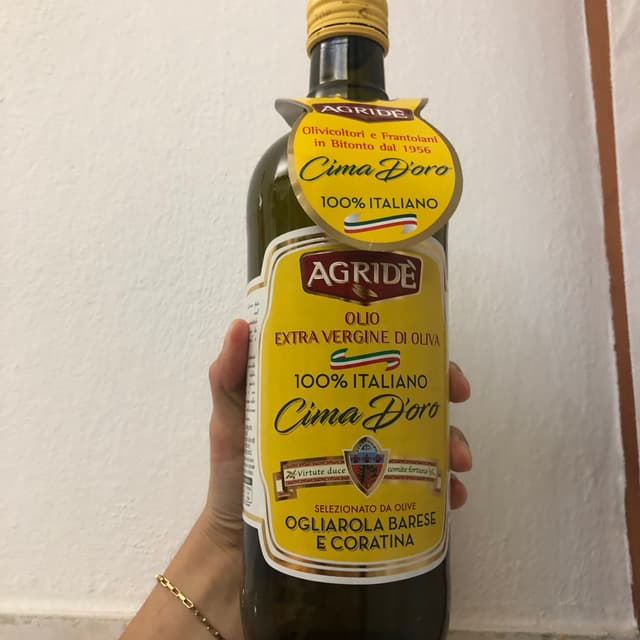 AGRIDÈ
Olivicoltori e Frantoiani
in Bitonto dal 1956
Cima D'oro
100% ITALIANO
AGRIDÈ
OLIO
EXTRA VERGINE DI OLIVA
100% ITALIANO
Cima D'oro
Virtute duce comite fortuna
SELEZIONATO DA OLIVE
OGLIAROLA BARESE
E CORATINA